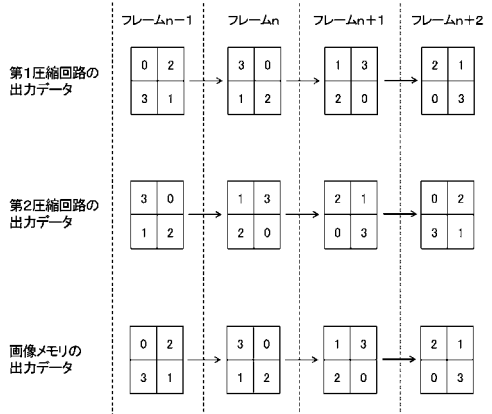 フレームn－1 フレームn フレームn＋1 フレームn＋2
第1圧縮回路の
出力データ
0 2 3 0 1 3 2 1
3 1 1 2 2 0 0 3
第2圧縮回路の
出力データ
3 0 1 3 2 1 0 2
1 2 2 0 0 3 3 1
画像メモリの
出力データ
0 2 3 0 1 3 2 1
3 1 1 2 2 0 0 3